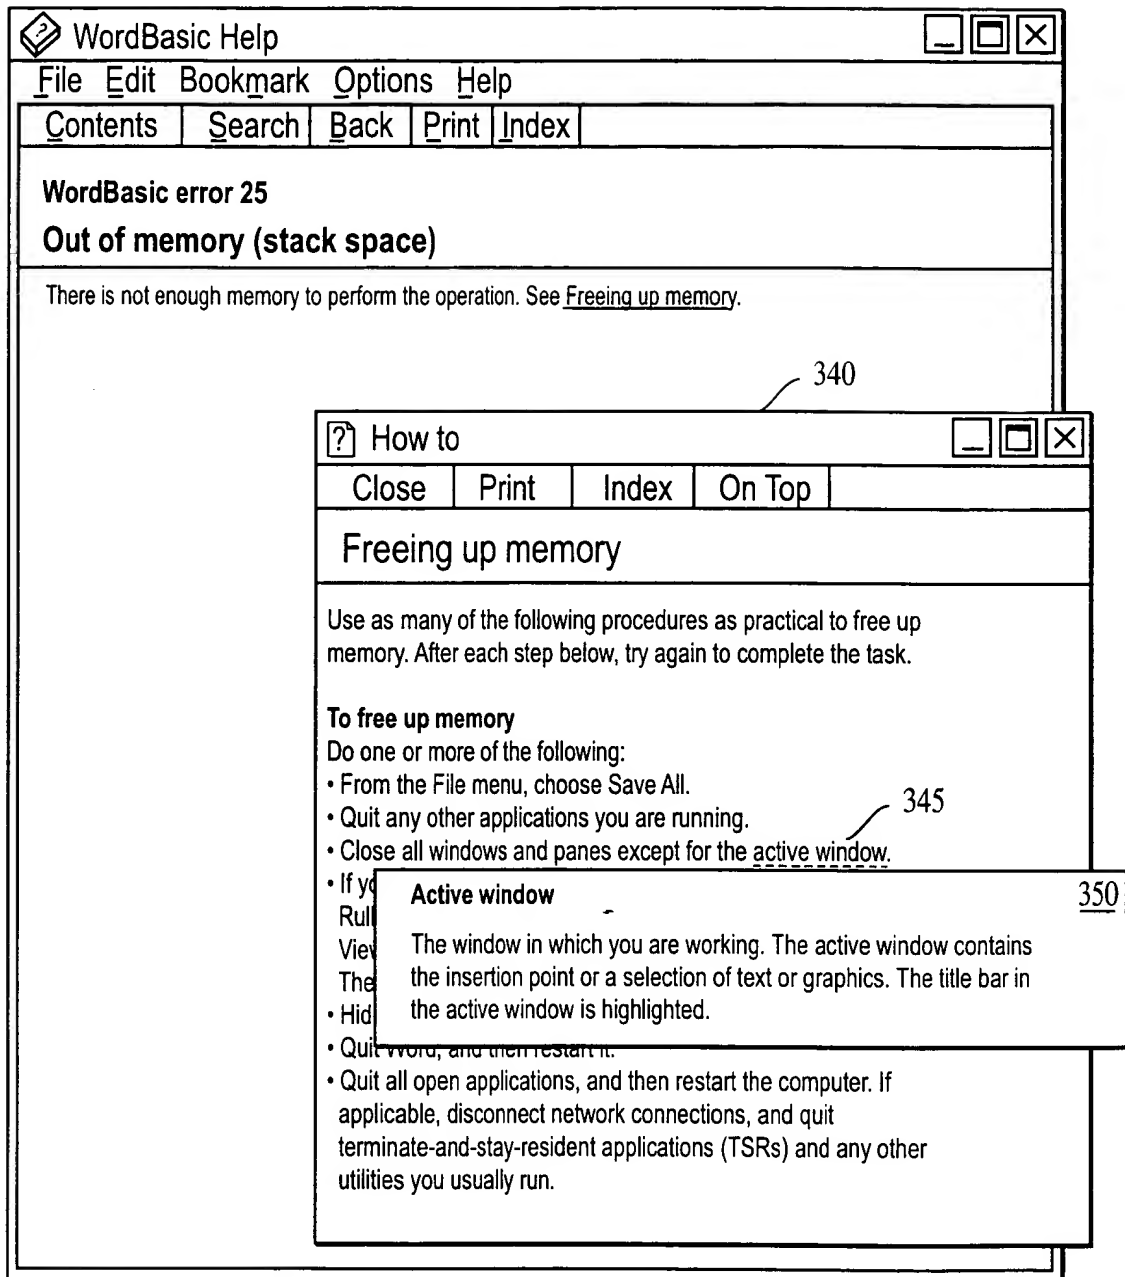 WordBasic Help
File Edit Bookmark Options Help
Contents Search Back Print Index
WordBasic error 25
Out of memory (stack space)
There is not enough memory to perform the operation. See Freeing up memory.
340
? How to
Close Print Index On Top
Freeing up memory
Use as many of the following procedures as practical to free up
memory. After each step below, try again to complete the task.
To free up memory
Do one or more of the following:
• From the File menu, choose Save All.
• Quit any other applications you are running.
345
• Close all windows and panes except for the active window.
• If
Active window
350
The window in which you are working. The active window contains
the insertion point or a selection of text or graphics. The title bar in
the active window is highlighted.
The
• Quit Word, and then restart it.
• Quit all open applications, and then restart the computer. If
applicable, disconnect network connections, and quit
terminate-and-stay-resident applications (TSRs) and any other
utilities you usually run.